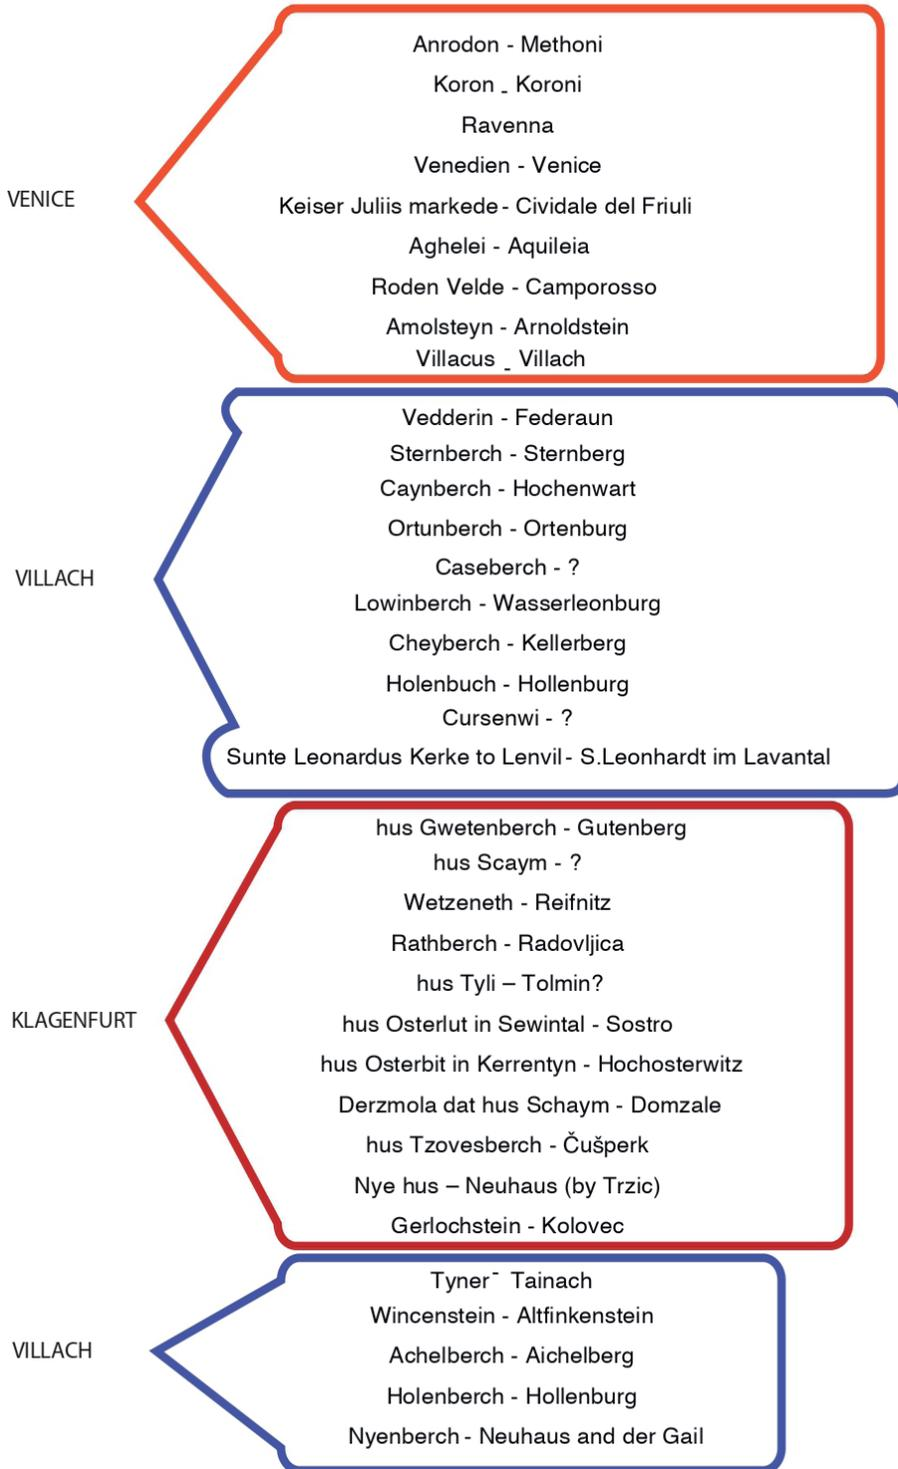 VENICE
Anrodon - Methoni
Koron - Koroni
Ravenna
Venedien - Venice
Keiser Juliis markede - Cividale del Friuli
Aghelei - Aquileia
Roden Velde - Camporosso
Amolsteyn - Arnoldstein
Villacus - Villach
VILLACH
Vedderin - Federaun
Sternberch - Sternberg
Caynberch - Hochenwart
Ortunberch - Ortenburg
Caseberch - ?
Lowinberch - Wasserleonburg
Cheyberch - Kellerberg
Holenbuch - Hollenburg
Cursenwi - ?
Sunte Leonardus Kerke to Lenvil - S.Leonhardt im Lavantal
KLAGENFURT
hus Gwetenberch - Gutenberg
hus Scaym - ?
Wetzeneth - Reifnitz
Rathberch - Radovljica
hus Tyli – Tolmin?
hus Osterlut in Sewintal - Sostro
hus Osterbit in Kerrentyn - Hochosterwitz
Derzmola dat hus Schaym - Domzale
hus Tzovesberch - Čušperk
Nye hus – Neuhaus (by Trzic)
Gerlochstein - Kolovec
VILLACH
Tyner - Tainach
Wincenstein - Altfinkenstein
Achelberch - Aichelberg
Holenberch - Hollenburg
Nyenberch - Neuhaus and der Gail